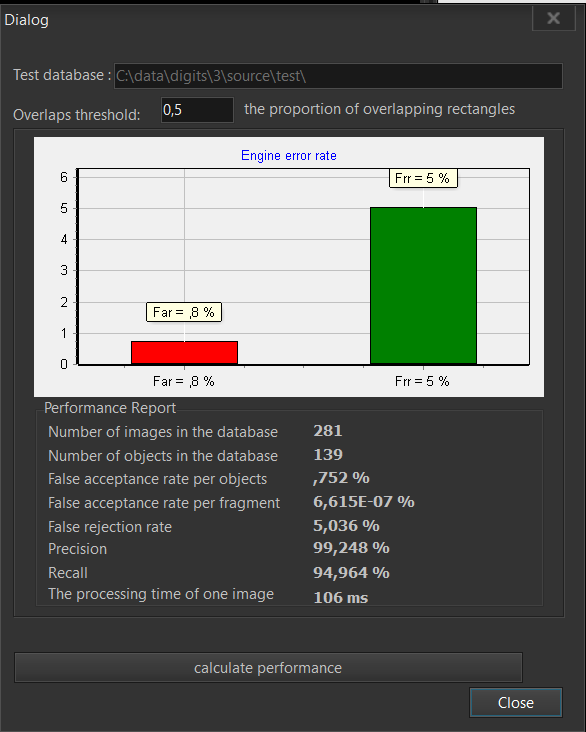 Dialog
Test database : C:\data\digits\3\source\test\
Overlaps threshold: 0,5 the proportion of overlapping rectangles
Engine error rate
6
Frr = 5 %
5
4
3
2
Far = ,8 %
1
0
Far = ,8 % Frr = 5 %
Performance Report
Number of images in the database 281
Number of objects in the database 139
False acceptance rate per objects ,752 %
False acceptance rate per fragment 6,615E-07 %
False rejection rate 5,036 %
Precision 99,248 %
Recall 94,964 %
The processing time of one image 106 ms
calculate performance
Close